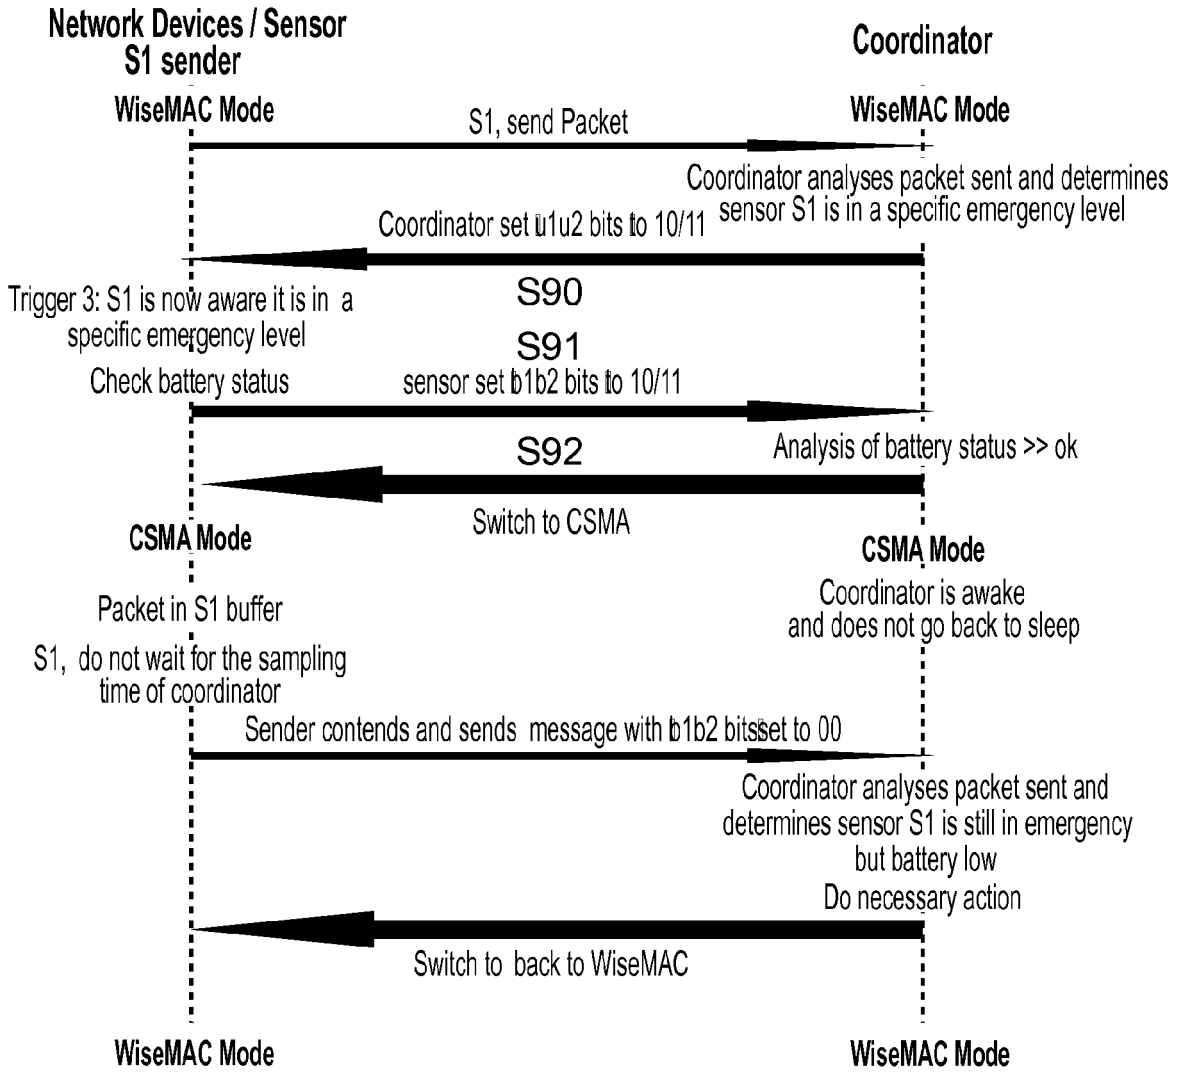 Network Devices / Sensor
S1 sender
Coordinator
WiseMAC Mode
WiseMAC Mode
S1, send Packet
Coordinator analyses packet sent and determines
sensor S1 is in a specific emergency level
Coordinator set u1u2 bits to 10/11
S90
Trigger 3: S1 is now aware it is in a
specific emergency level
S91
Check battery status
sensor set b1b2 bits to 10/11
S92
Analysis of battery status >> ok
Switch to CSMA
CSMA Mode
CSMA Mode
Coordinator is awake
and does not go back to sleep
Packet in S1 buffer
S1, do not wait for the sampling
time of coordinator
Sender contends and sends message with b1b2 bits set to 00
Coordinator analyses packet sent and
determines sensor S1 is still in emergency
but battery low
Do necessary action
Switch to back to WiseMAC
WiseMAC Mode
WiseMAC Mode